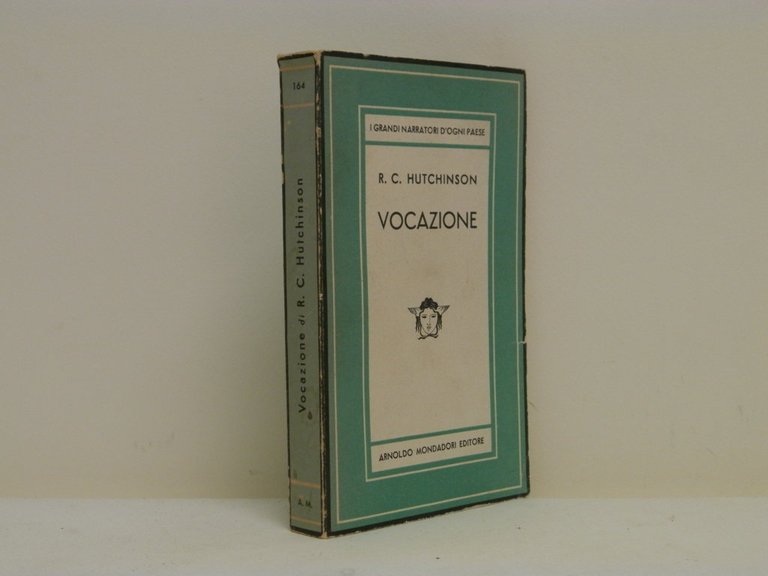 164
Vocazione di R. C. Hutchinson
A. M.
I GRANDI NARRATORI D'OGNI PAESE
R. C. HUTCHINSON
VOCAZIONE
ARNOLDO MONDADORI EDITORE